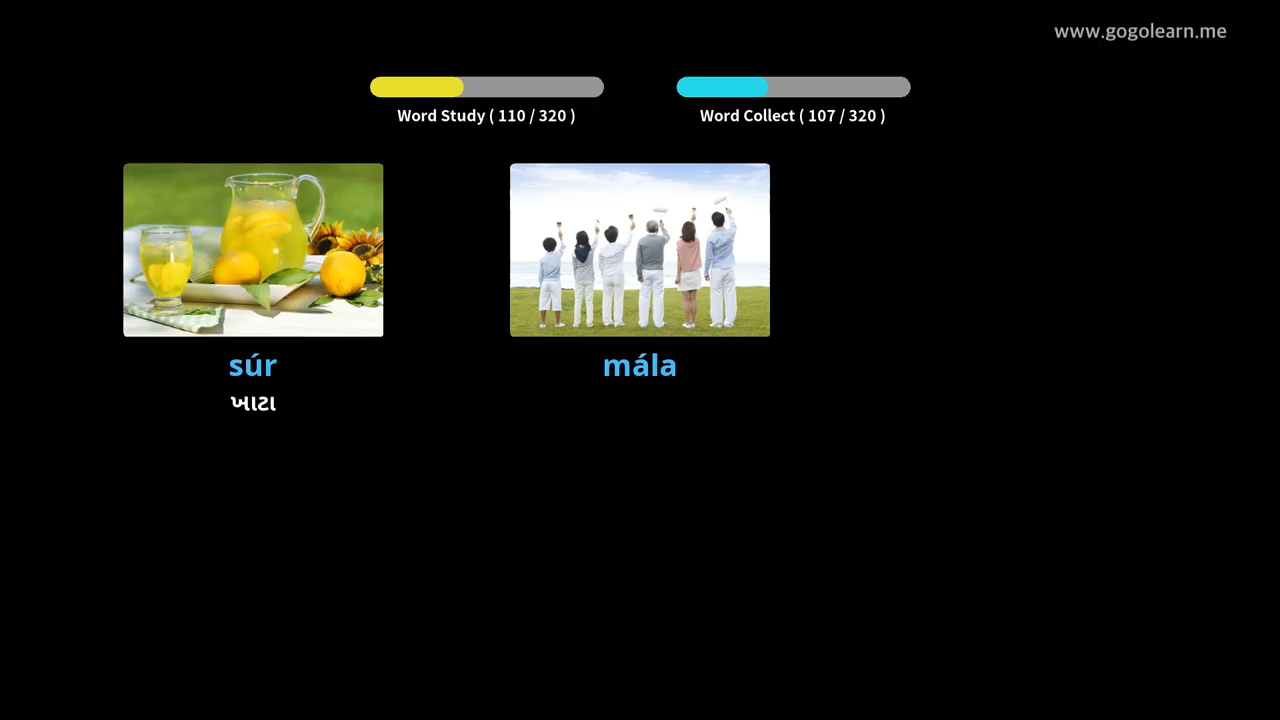 www.gogolearn.me
Word Study ( 110 / 320 )
Word Collect ( 107 / 320 )
súr
mála
ખાટા